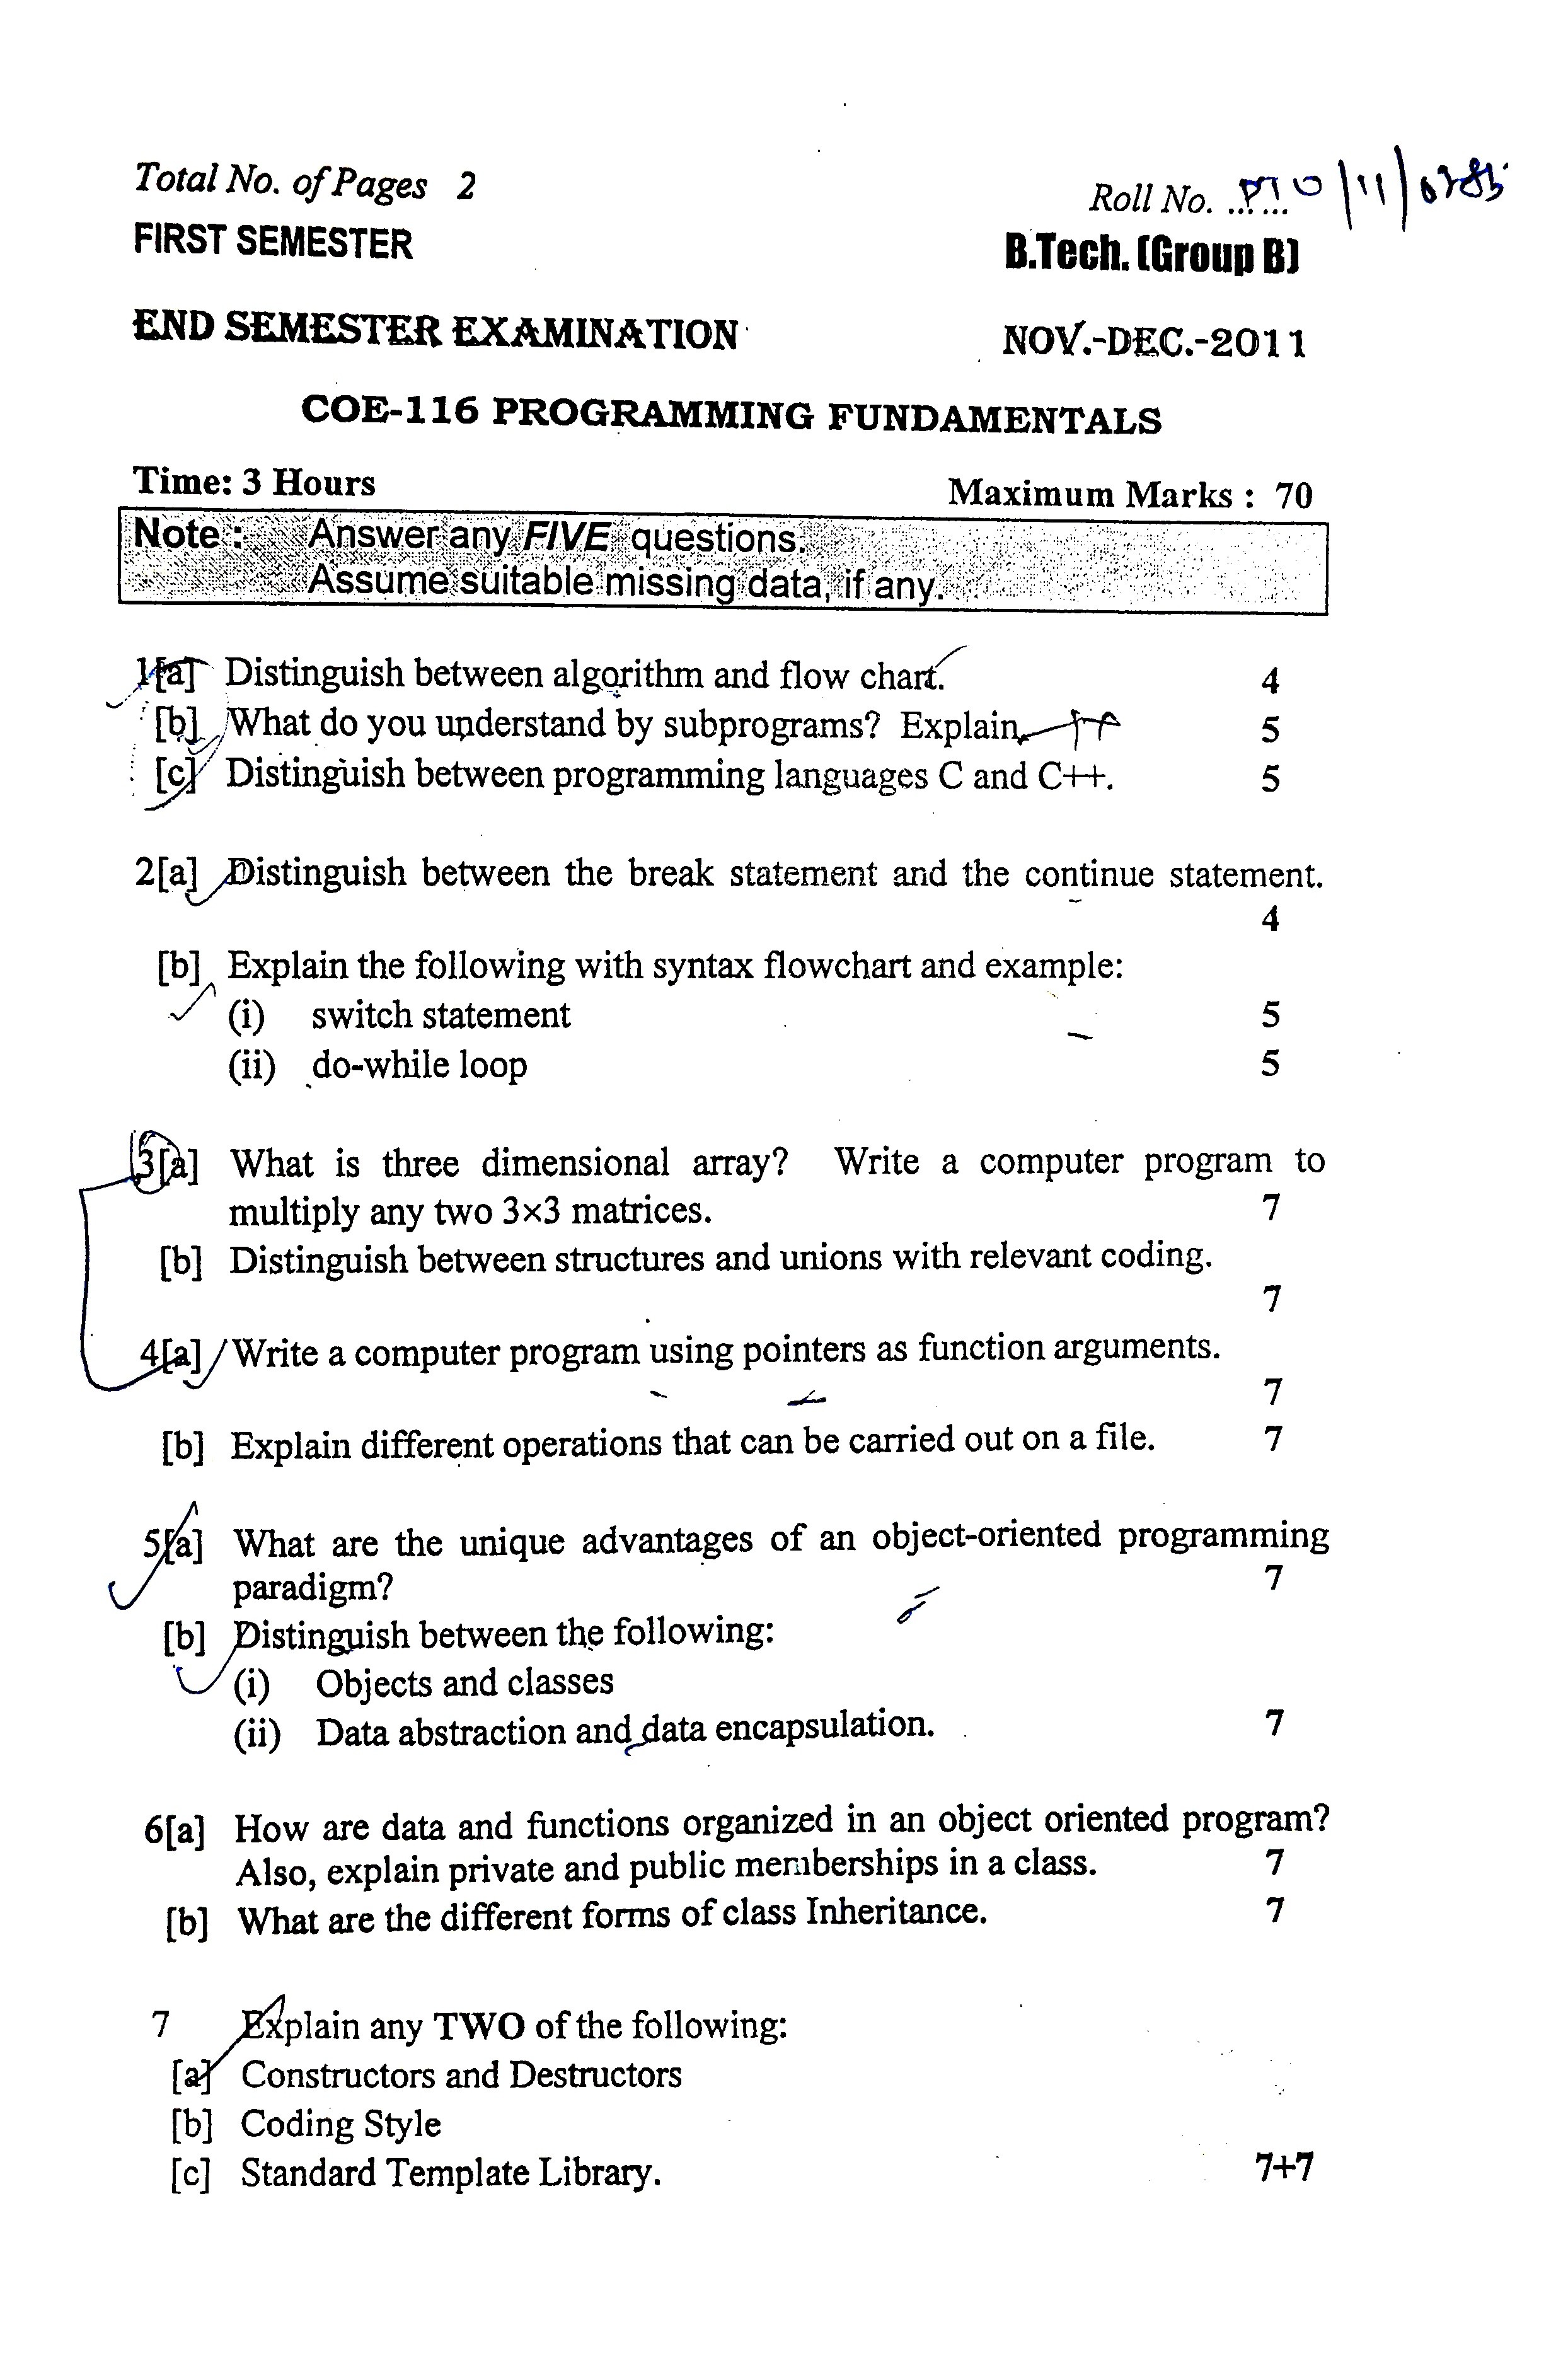 Total No. of Pages 2
Roll No. ......
FIRST SEMESTER
B.Tech. (Group B)
END SEMESTER EXAMINATION
NOV.-DEC.-2011
COE-116 PROGRAMMING FUNDAMENTALS
Time: 3 Hours
Maximum Marks : 70
Note : Answer any FIVE questions.
Assume suitable missing data, if any.
1[a] Distinguish between algorithm and flow chart. 4
[b] What do you understand by subprograms? Explain 5
[c] Distinguish between programming languages C and C++. 5
2[a] Distinguish between the break statement and the continue statement.
4
[b] Explain the following with syntax flowchart and example:
(i) switch statement 5
(ii) do-while loop 5
3[a] What is three dimensional array? Write a computer program to
multiply any two 3×3 matrices. 7
[b] Distinguish between structures and unions with relevant coding.
7
4[a] Write a computer program using pointers as function arguments.
7
[b] Explain different operations that can be carried out on a file. 7
5[a] What are the unique advantages of an object-oriented programming
paradigm? 7
[b] Distinguish between the following:
(i) Objects and classes
(ii) Data abstraction and data encapsulation. 7
6[a] How are data and functions organized in an object oriented program?
Also, explain private and public memberships in a class. 7
[b] What are the different forms of class Inheritance. 7
7 Explain any TWO of the following:
[a] Constructors and Destructors
[b] Coding Style
[c] Standard Template Library. 7+7